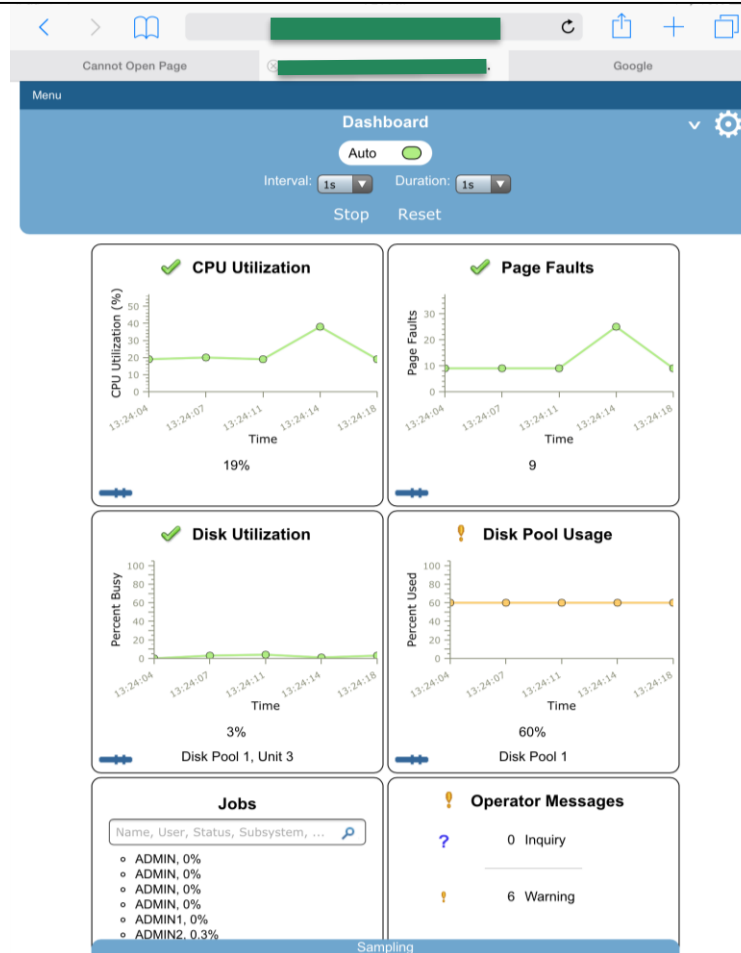 Cannot Open Page
Google
Menu
Dashboard
Auto
Interval: 1s Duration: 1s
Stop Reset
CPU Utilization
CPU Utilization (%)
50
40
30
20
10
0
13:24:04 13:24:07 13:24:11 13:24:14 13:24:18
Time
19%
Page Faults
Page Faults
30
20
10
0
13:24:04 13:24:07 13:24:11 13:24:14 13:24:18
Time
9
Disk Utilization
Percent Busy
100
80
60
40
20
0
13:24:04 13:24:07 13:24:11 13:24:14 13:24:18
Time
3%
Disk Pool 1, Unit 3
Disk Pool Usage
Percent Used
100
80
60
40
20
0
13:24:04 13:24:07 13:24:11 13:24:14 13:24:18
Time
60%
Disk Pool 1
Jobs
Name, User, Status, Subsystem, ...
ADMIN, 0%
ADMIN, 0%
ADMIN, 0%
ADMIN, 0%
ADMIN1, 0%
ADMIN2, 0.3%
Operator Messages
? 0 Inquiry
6 Warning
Sampling